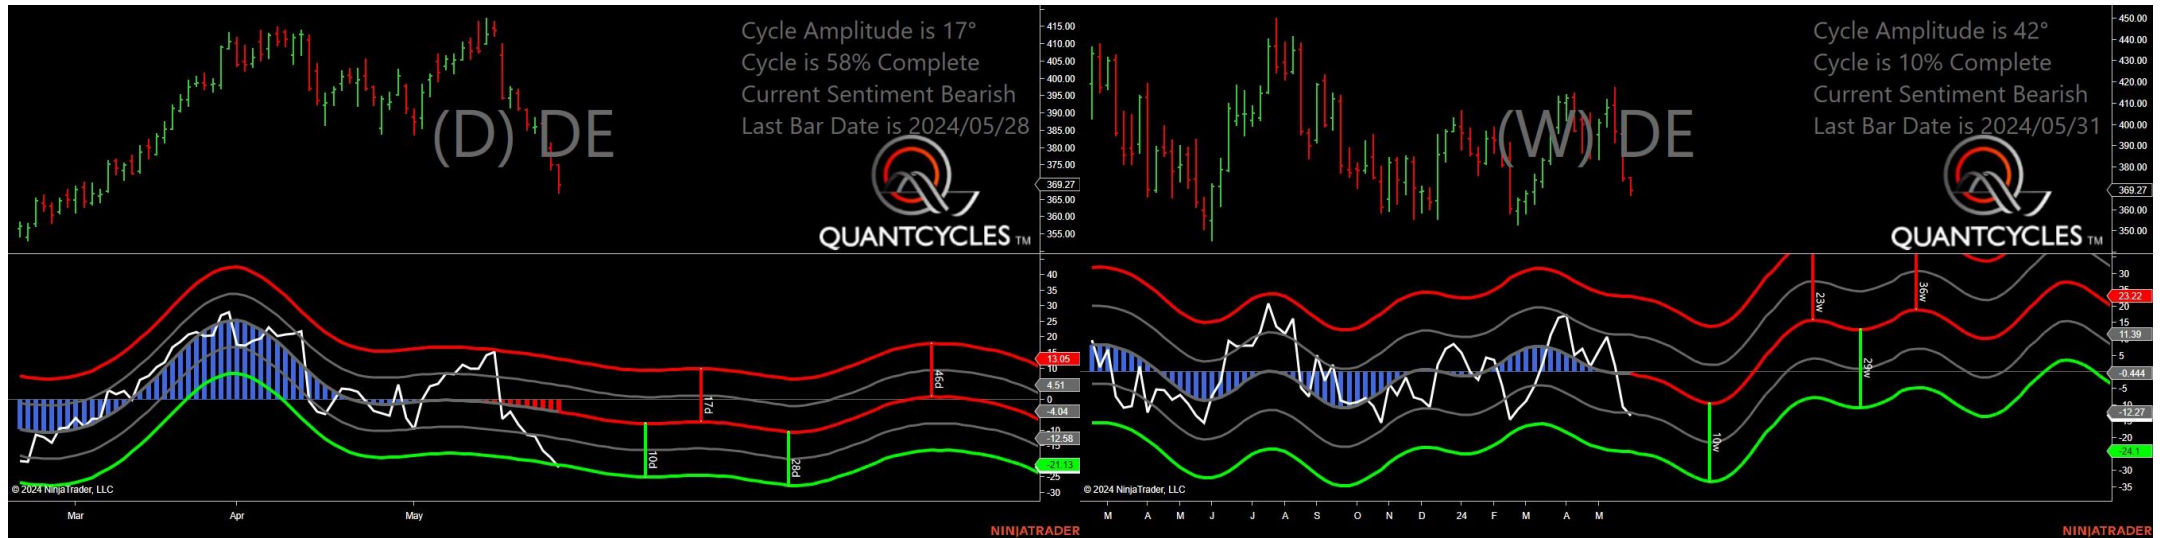 Cycle Amplitude is 17°
Cycle is 58% Complete
Current Sentiment Bearish
Last Bar Date is 2024/05/28
(D) DE
QUANTCYCLES TM
415.00
410.00
405.00
400.00
395.00
390.00
385.00
380.00
375.00
369.27
365.00
360.00
355.00
40
35
30
25
20
15
13.05
10
4.51
0
-4.04
-10
-12.58
-15
-21.13
-25
-30
10d
17d
28d
46d
© 2024 NinjaTrader, LLC
Mar Apr May
NINJATRADER
Cycle Amplitude is 42°
Cycle is 10% Complete
Current Sentiment Bearish
Last Bar Date is 2024/05/31
(W) DE
QUANTCYCLES TM
450.00
440.00
430.00
420.00
410.00
400.00
390.00
380.00
369.27
360.00
350.00
30
23.22
20
15
11.39
5
-0.444
-5
-10
-12.27
-20
-24.1
-30
-35
10w
23w
29w
36w
© 2024 NinjaTrader, LLC
M A M J J A S O N D 24 F M A M
NINJATRADER